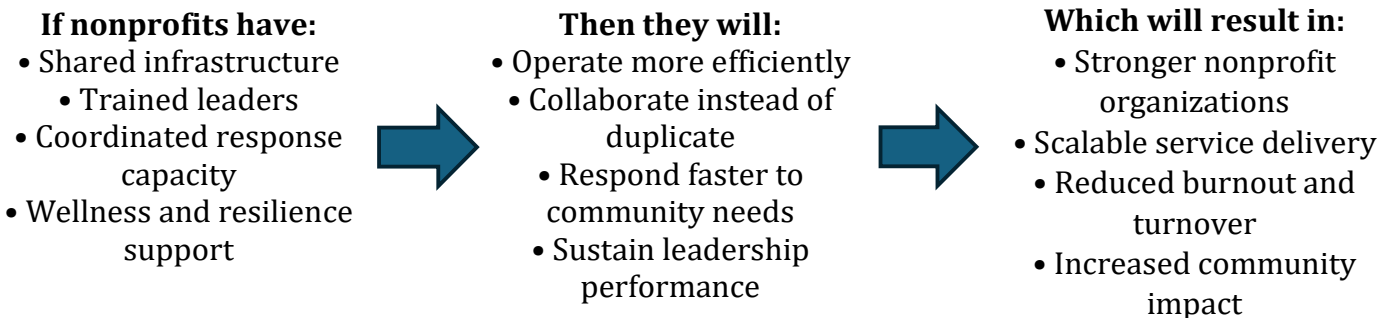 If nonprofits have:
• Shared infrastructure
• Trained leaders
• Coordinated response
capacity
• Wellness and resilience
support
Then they will:
• Operate more efficiently
• Collaborate instead of
duplicate
• Respond faster to
community needs
• Sustain leadership
performance
Which will result in:
• Stronger nonprofit
organizations
• Scalable service delivery
• Reduced burnout and
turnover
• Increased community
impact